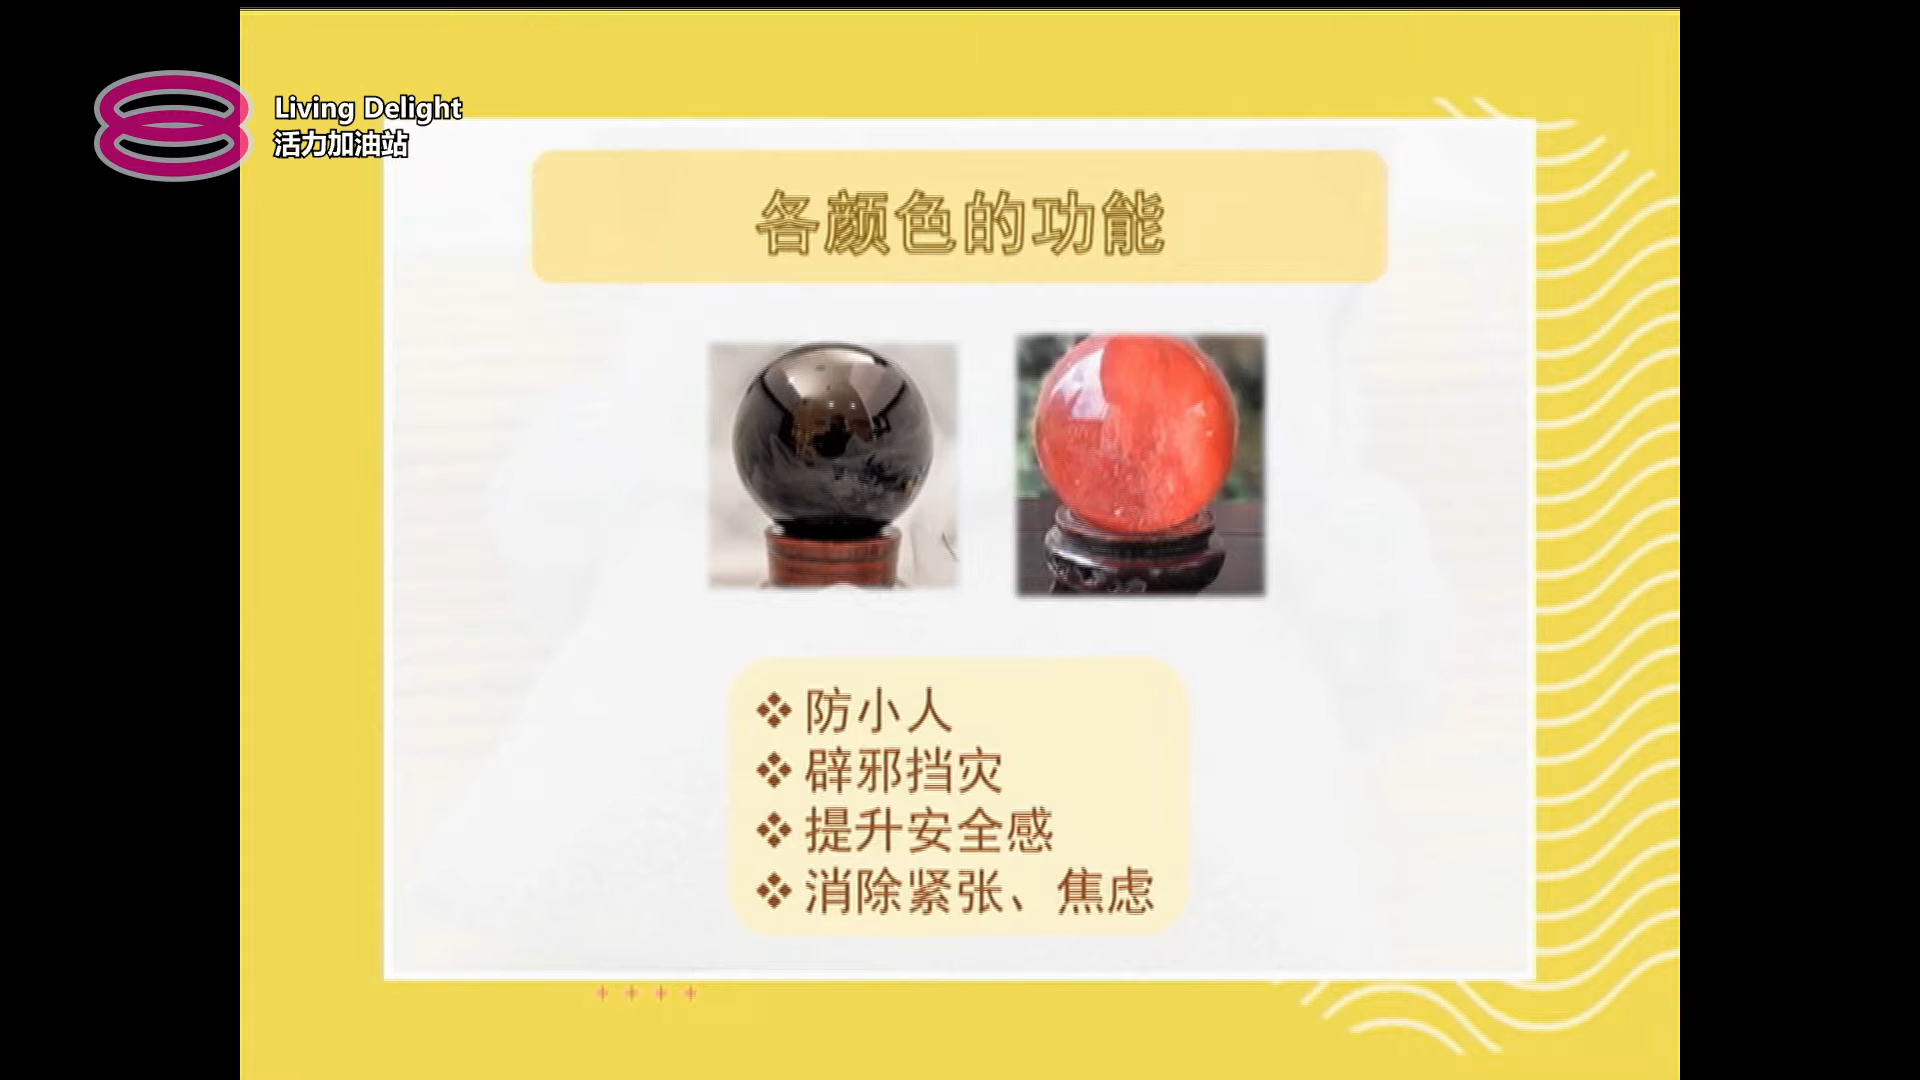 Living Delight
活力加油站
各颜色的功能
防小人
辟邪挡灾
提升安全感
消除紧张、焦虑